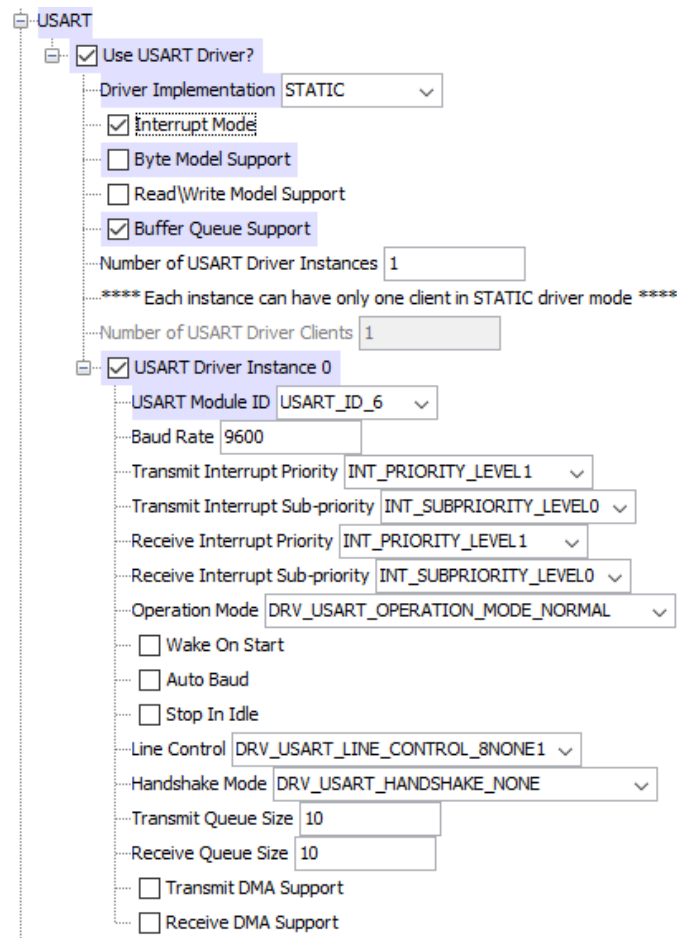 USART
Use USART Driver?
Driver Implementation STATIC
Interrupt Mode
Byte Model Support
Read\Write Model Support
Buffer Queue Support
Number of USART Driver Instances 1
**** Each instance can have only one client in STATIC driver mode ****
Number of USART Driver Clients 1
USART Driver Instance 0
USART Module ID USART_ID_6
Baud Rate 9600
Transmit Interrupt Priority INT_PRIORITY_LEVEL1
Transmit Interrupt Sub-priority INT_SUBPRIORITY_LEVEL0
Receive Interrupt Priority INT_PRIORITY_LEVEL1
Receive Interrupt Sub-priority INT_SUBPRIORITY_LEVEL0
Operation Mode DRV_USART_OPERATION_MODE_NORMAL
Wake On Start
Auto Baud
Stop In Idle
Line Control DRV_USART_LINE_CONTROL_8NONE1
Handshake Mode DRV_USART_HANDSHAKE_NONE
Transmit Queue Size 10
Receive Queue Size 10
Transmit DMA Support
Receive DMA Support